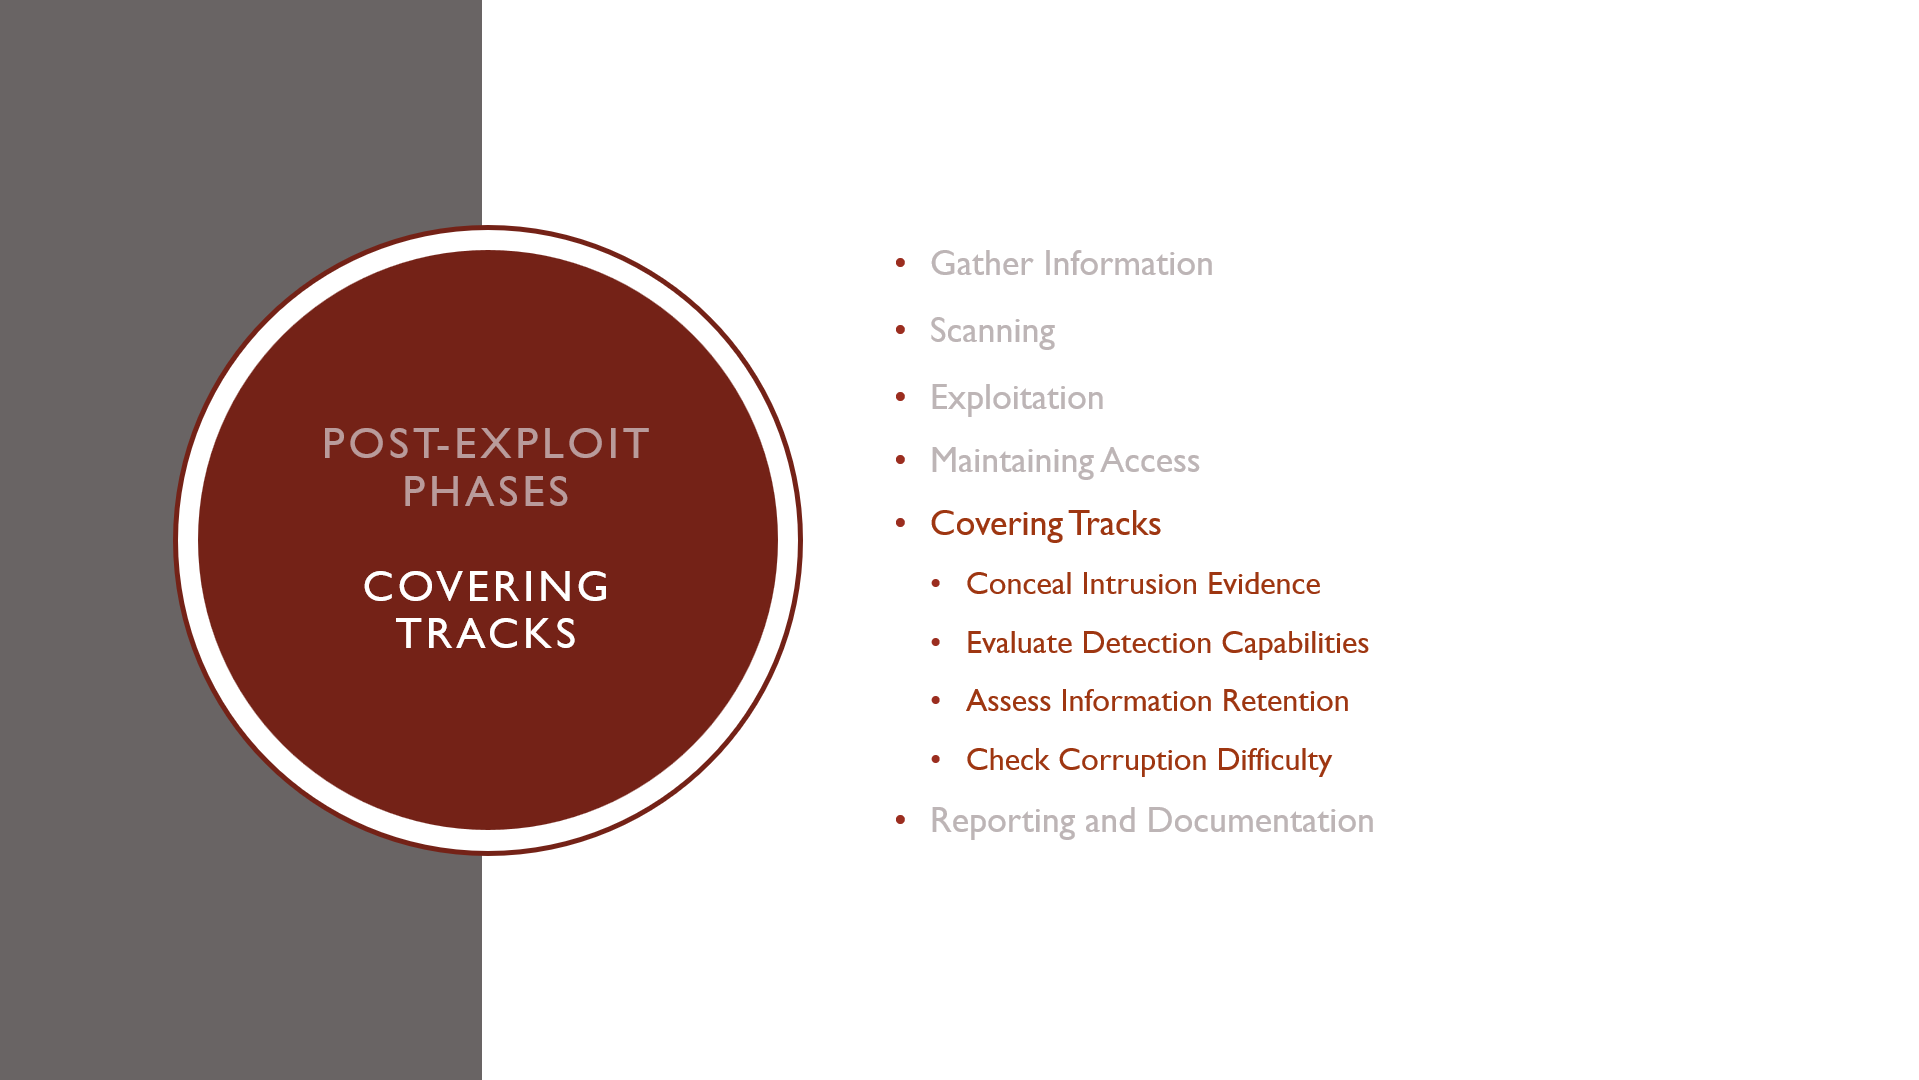 POST-EXPLOIT
PHASES
COVERING
TRACKS
• Gather Information
• Scanning
• Exploitation
• Maintaining Access
• Covering Tracks
• Conceal Intrusion Evidence
• Evaluate Detection Capabilities
• Assess Information Retention
• Check Corruption Difficulty
• Reporting and Documentation